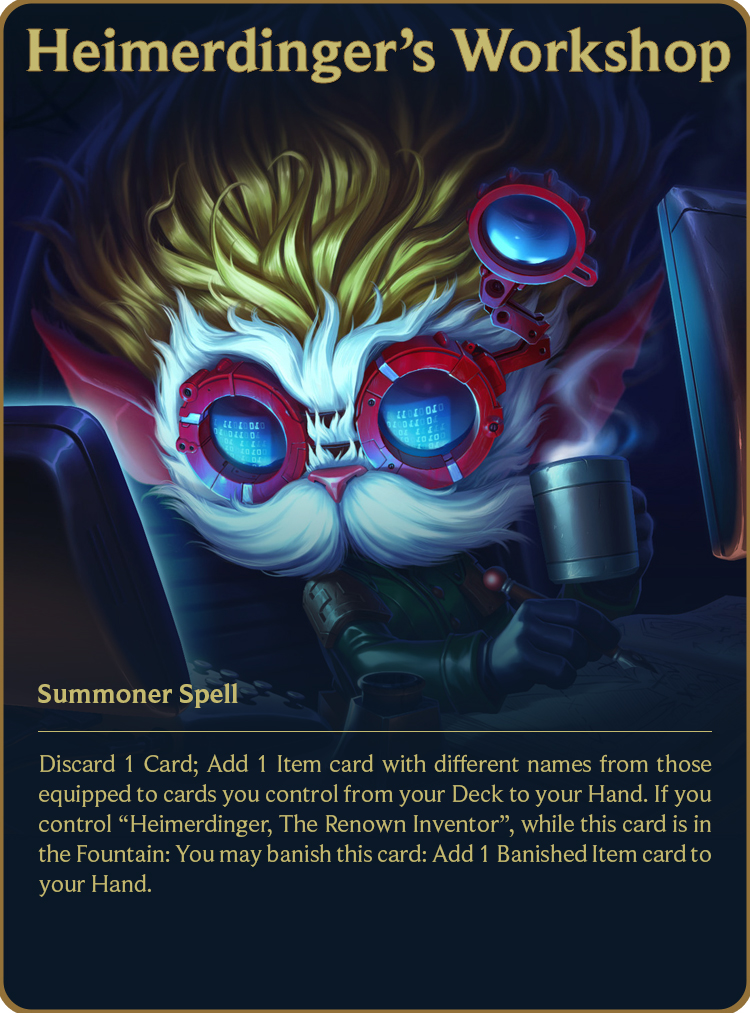 Heimerdinger’s Workshop
Summoner Spell
Discard 1 Card; Add 1 Item card with different names from those
equipped to cards you control from your Deck to your Hand. If you
control “Heimerdinger, The Renown Inventor”, while this card is in
the Fountain: You may banish this card: Add 1 Banished Item card to
your Hand.